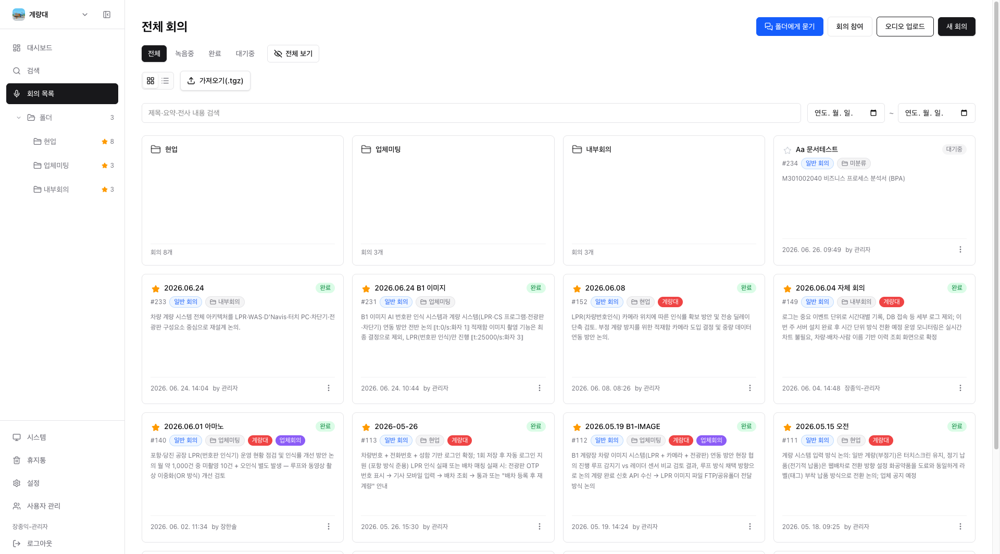 계량대
대시보드
검색
회의 목록
폴더 3
현업 8
업체미팅 3
내부회의 3
시스템
휴지통
설정
사용자 관리
장종익-관리자
로그아웃
전체 회의
폴더에게 묻기
회의 참여
오디오 업로드
새 회의
전체 녹음중 완료 대기중 전체 보기
가져오기(.tgz)
제목·요약·전사 내용 검색
연도. 월. 일. ~ 연도. 월. 일.
현업
회의 8개
업체미팅
회의 3개
내부회의
회의 3개
Aa 문서테스트 대기중
#234 일반 회의 미분류
M301002040 비즈니스 프로세스 분석서 (BPA)
2026. 06. 26. 09:49 by 관리자
2026.06.24 완료
#233 일반 회의 내부회의
차량 계량 시스템 전체 아키텍처를 LPR·WAS·D'Navis·터치 PC·차단기·전
광판 구성요소 중심으로 재설계 논의.
2026. 06. 24. 14:04 by 관리자
2026.06.24 B1 이미지 완료
#231 일반 회의 업체미팅
B1 이미지 AI 번호판 인식 시스템과 계량 시스템(LPR·CS 프로그램·전광판
·차단기) 연동 방안 전반 논의 ⟦t:0/s:화자 1⟧ 적재함 이미지 촬영 기능은 최
종 결정으로 제외, LPR(번호판 인식)만 진행 ⟦t:25000/s:화자 3⟧
2026. 06. 24. 10:44 by 관리자
2026.06.08 완료
#152 일반 회의 현업 계량대
LPR(차량번호인식) 카메라 위치에 따른 인식률 확보 방안 및 전송 딜레이
단축 검토. 부정 계량 방지를 위한 적재함 카메라 도입 결정 및 중량 데이터
연동 방안 논의.
2026. 06. 08. 08:26 by 관리자
2026.06.04 자체 회의 완료
#149 일반 회의 내부회의 계량대
로그는 중요 이벤트 단위로 시간대별 기록, DB 접속 등 세부 로그 제외; 이
번 주 서버 설치 완료 후 시간 단위 방식 전환 예정 운영 모니터링은 실시간
차트 불필요, 차량·배차·사람 이름 기반 이력 조회 화면으로 확정
2026. 06. 04. 14:48 장종익-관리자
2026.06.01 아마노 완료
#140 일반 회의 업체미팅 계량대 업체회의
포항·당진 공장 LPR(번호판 인식기) 운영 현황 점검 및 인식률 개선 방안 논
의 월 약 1,000건 중 미촬영 10건 + 오인식 별도 발생 — 루프와 동영상 촬
상 이중화(OR 방식) 개선 검토
2026. 06. 02. 11:34 by 장한솔
2026-05-26 완료
#113 일반 회의 현업 계량대
차량번호 + 전화번호 + 성함 기반 로그인 확정; 1회 저장 후 자동 로그인 지
원 (포항 방식 준용) LPR 인식 실패 또는 배차 매칭 실패 시: 전광판 OTP
번호 표시 → 기사 모바일 입력 → 배차 조회 → 통과 또는 "배차 등록 후 재
계량" 안내
2026. 05. 26. 15:30 by 관리자
2026.05.19 B1-IMAGE 완료
#112 일반 회의 업체미팅 계량대 업체회의
B1 계량장 차량 이미지 시스템(LPR + 카메라 + 전광판) 연동 방안 현장 협
의 진행 루프 감지기 vs 레이더 센서 비교 검토 결과, 루프 방식 채택 방향으
로 논의 계량 완료 신호 API 수신 → LPR 이미지 파일 FTP/공유폴더 전달
방식 논의
2026. 05. 19. 14:24 by 관리자
2026.05.15 오전 완료
#111 일반 회의 현업 계량대
계량 시스템 입력 방식 논의: 일반 계량(부정기)은 터치스크린 유지, 정기 납
품(전기적 납품)은 웹배차로 전환 방향 설정 화공약품을 도료와 동일하게 라
벨(태그) 부착 납품 방식으로 전환 논의; 업체 공지 예정
2026. 05. 18. 09:25 by 관리자